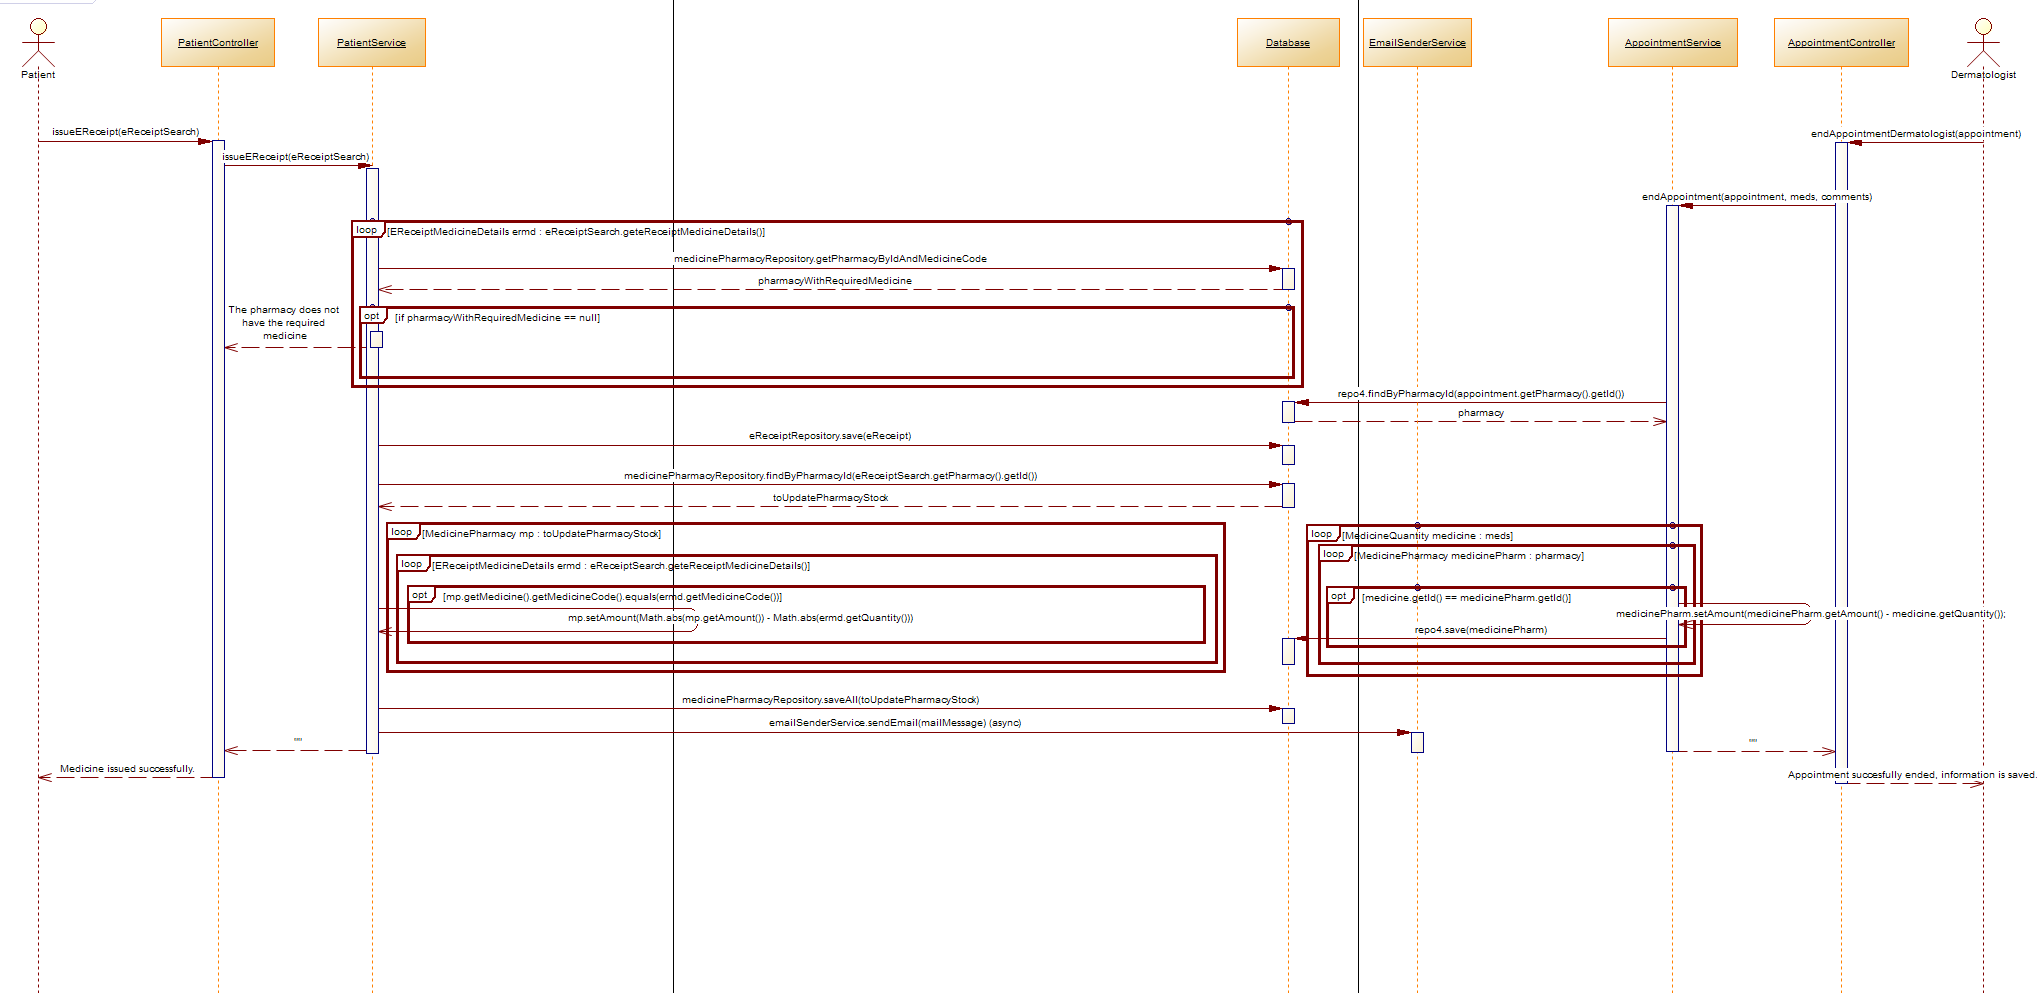 Patient
PatientController
PatientService
Database
EmailSenderService
AppointmentService
AppointmentController
Dermatologist
issueEReceipt(eReceiptSearch)
endAppointmentDermatologist(appointment)
issueEReceipt(eReceiptSearch)
endAppointment(appointment, meds, comments)
loop [EReceiptMedicineDetails ermd : eReceiptSearch.geteReceiptMedicineDetails()]
medicinePharmacyRepository.getPharmacyByIdAndMedicineCode
pharmacyWithRequiredMedicine
The pharmacy does not
have the required
medicine
opt [if pharmacyWithRequiredMedicine == null]
repo4.findByPharmacyId(appointment.getPharmacy().getId())
pharmacy
eReceiptRepository.save(eReceipt)
medicinePharmacyRepository.findByPharmacyId(eReceiptSearch.getPharmacy().getId())
toUpdatePharmacyStock
loop [MedicinePharmacy mp : toUpdatePharmacyStock]
loop [MedicineQuantity medicine : meds]
loop [MedicinePharmacy medicinePharm : pharmacy]
loop [EReceiptMedicineDetails ermd : eReceiptSearch.geteReceiptMedicineDetails()]
opt [mp.getMedicine().getMedicineCode().equals(ermd.getMedicineCode())]
opt [medicine.getId() == medicinePharm.getId()]
mp.setAmount(Math.abs(mp.getAmount()) - Math.abs(ermd.getQuantity()))
medicinePharm.setAmount(medicinePharm.getAmount() - medicine.getQuantity());
repo4.save(medicinePharm)
medicinePharmacyRepository.saveAll(toUpdatePharmacyStock)
emailSenderService.sendEmail(mailMessage) (async)
""
""
Medicine issued successfully.
Appointment succesfully ended, information is saved.